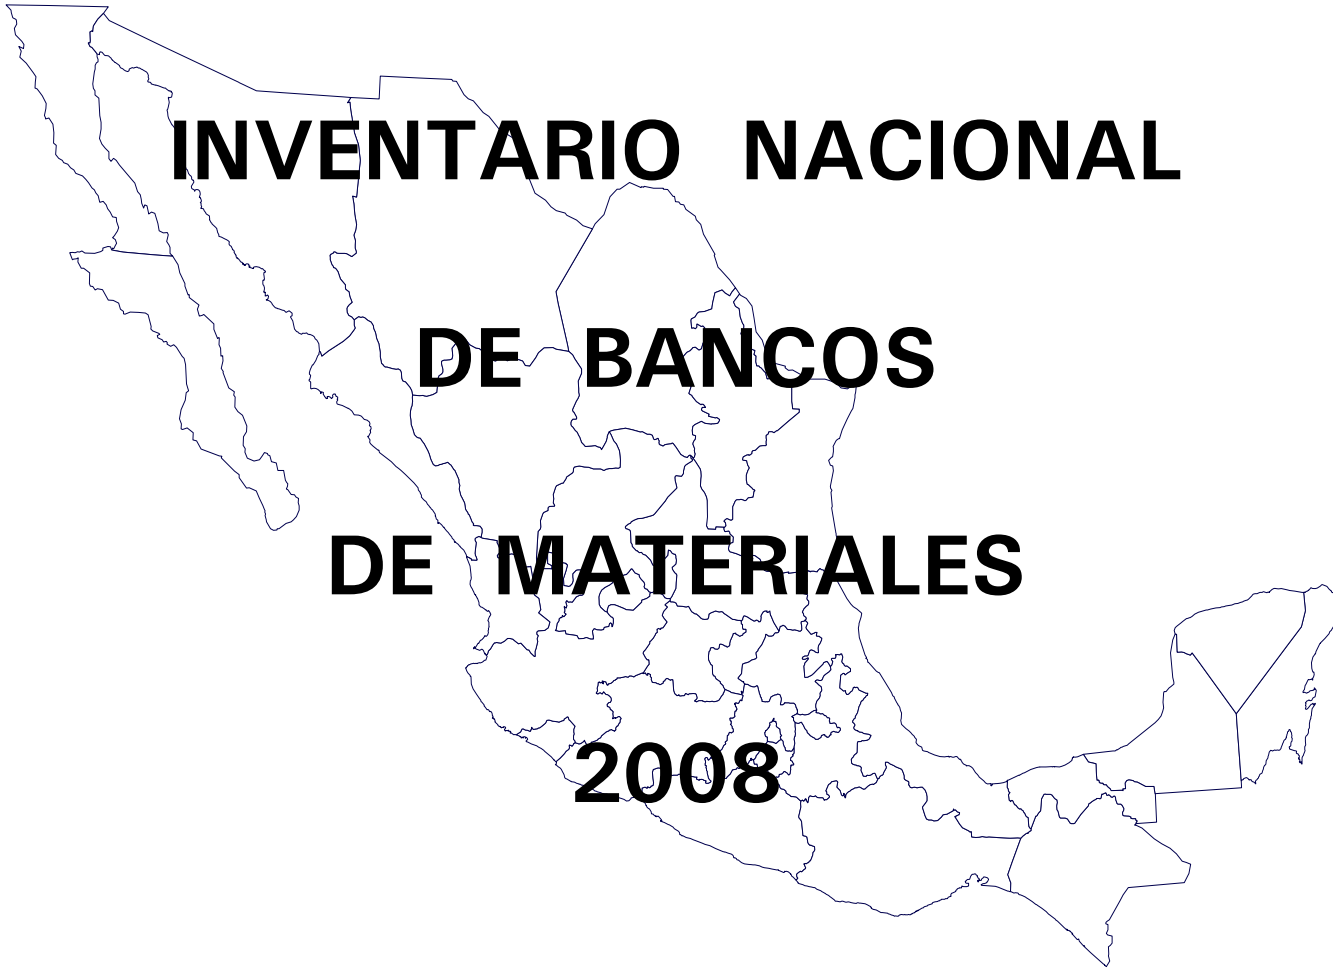 INVENTARIO NACIONAL
DE BANCOS
DE MATERIALES
2008